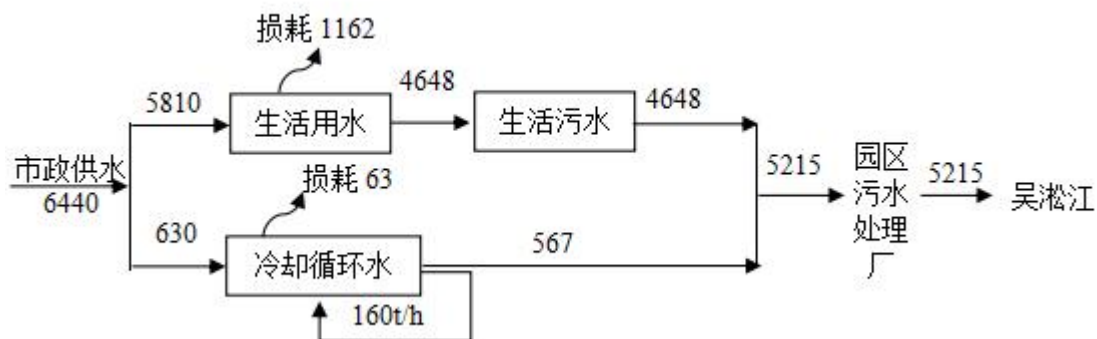 损耗 1162
5810
生活用水
4648
生活污水
4648
市政供水
6440
损耗 63
5215
园区
污水
处理
厂
5215
吴淞江
630
冷却循环水
567
160t/h